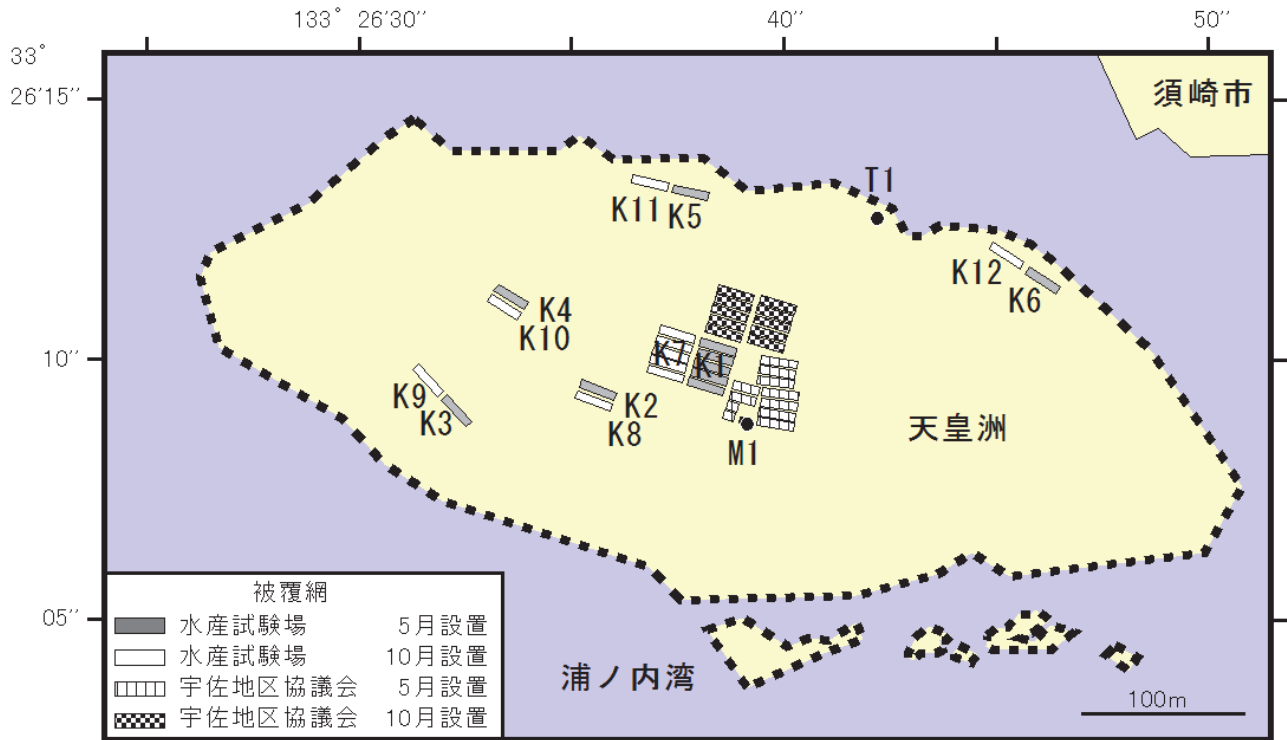 133° 26′30″
40″
50″
33°
26′15″
須崎市
T1
K11
K5
K12
K6
K4
K10
K7
K1
10″
K9
K3
K2
K8
M1
天皇洲
被覆網
水産試験場 5月設置
水産試験場 10月設置
宇佐地区協議会 5月設置
宇佐地区協議会 10月設置
05″
浦ノ内湾
100m